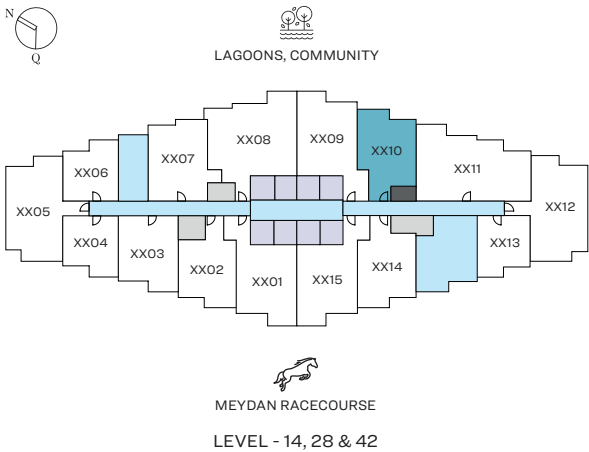 N
Q
LAGOONS, COMMUNITY
XX08
XX09
XX07
XX10
XX06
XX11
XX05
XX12
XX04
XX13
XX03
XX02
XX14
XX01
XX15
MEYDAN RACECOURSE
LEVEL - 14, 28 & 42